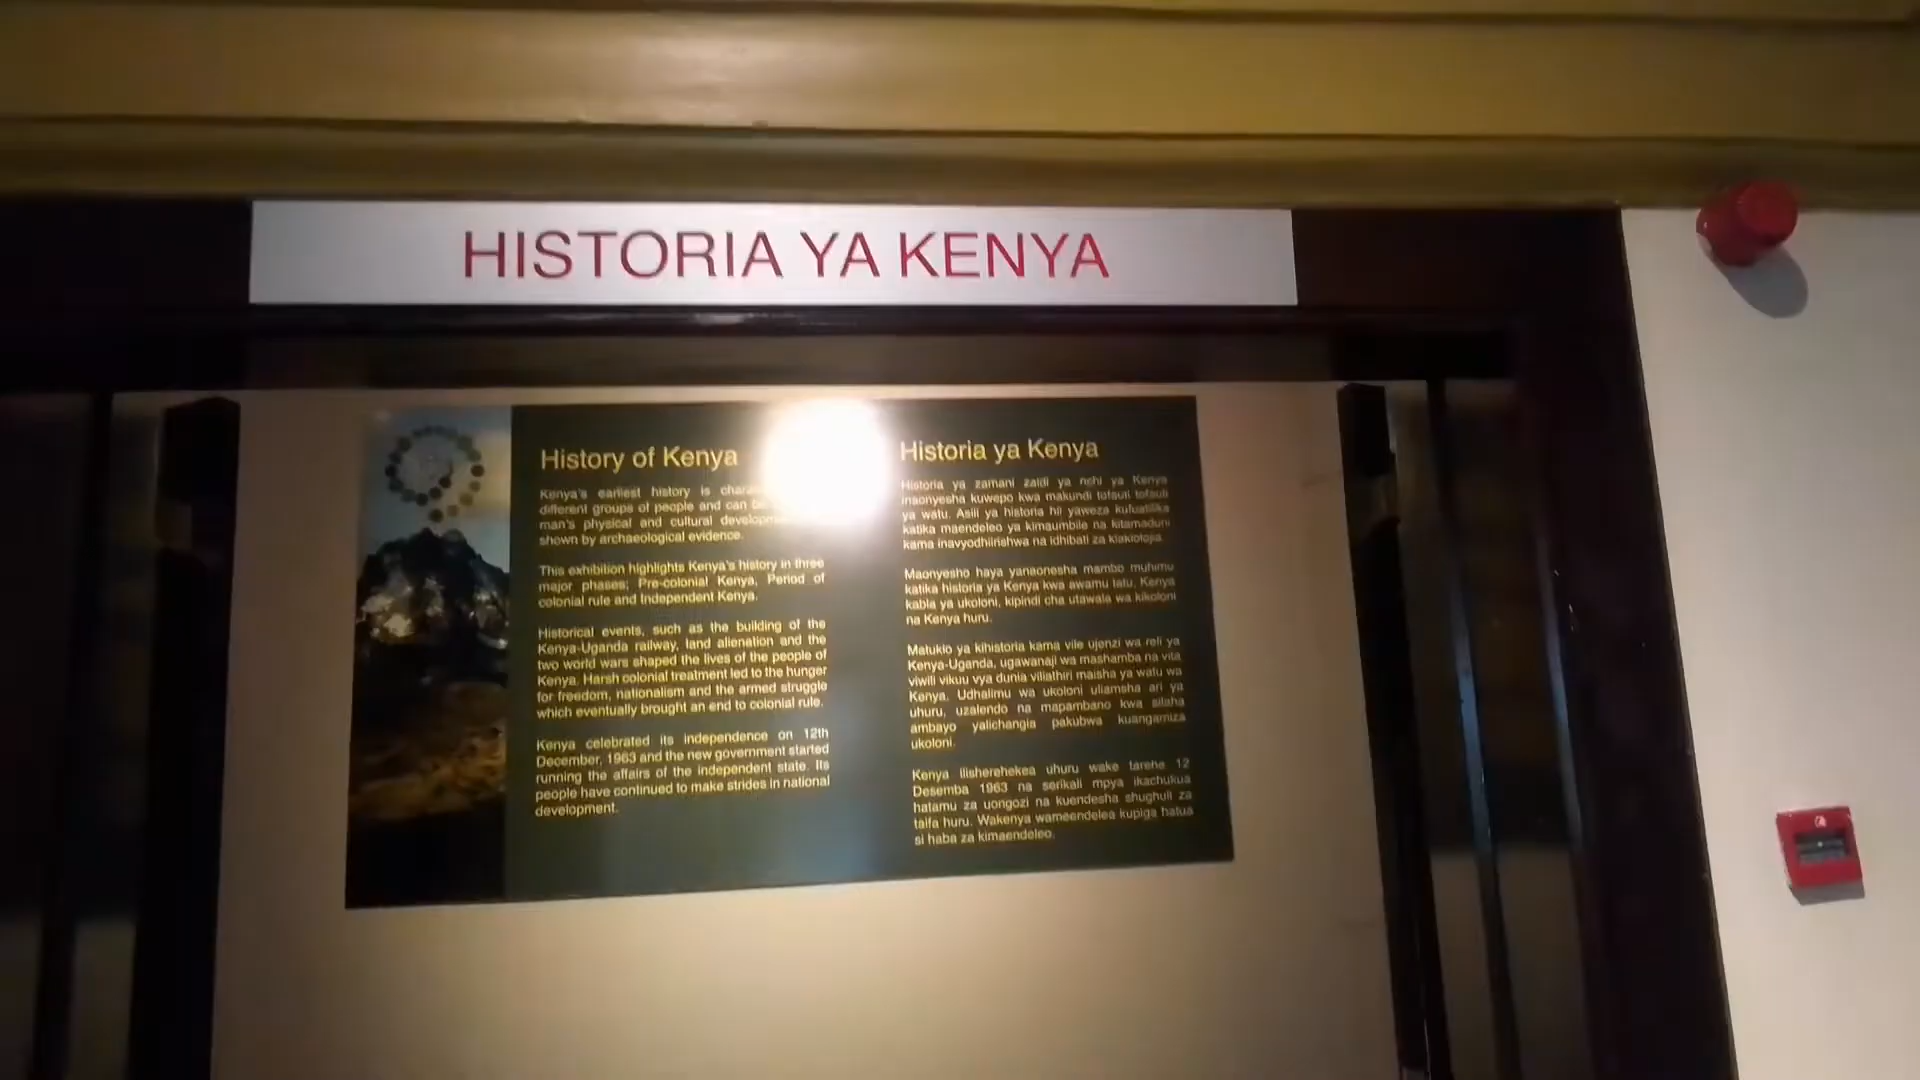 HISTORIA YA KENYA
History of Kenya
Kenya's earliest history is
different groups of people and can
man's physical and cultural
shown by archaeological evidence.
This exhibition highlights Kenya's history in three
major phases; Pre-colonial Kenya, Period of
colonial rule and Independent Kenya.
Historical events, such as the building of the
Kenya-Uganda railway, land alienation and the
two world wars shaped the lives of the people of
Kenya. Harsh colonial treatment led to the hunger
for freedom, nationalism and the armed struggle
which eventually brought an end to colonial rule.
Kenya celebrated its independence on 12th
December, 1963 and the new government started
running the affairs of the independent state. Its
people have continued to make strides in national
development.
Historia ya Kenya
Historia ya zamani zaidi ya nchi ya Kenya
inaonyesha kuwepo kwa makundi tofauti tofauti
ya watu. Asili ya historia hii yaweza kufuatilika
katika maendeleo ya kimaumbile na kitamaduni
kama inavyodhiirishwa na idhibati za kiakiolojia.
Maonyesho haya yanaonesha mambo muhimu
katika historia ya Kenya kwa awamu tatu, Kenya
kabla ya ukoloni, kipindi cha utawala wa kikoloni
na Kenya huru.
Matukio ya kihistoria kama vile ujenzi wa reli ya
Kenya-Uganda, ugawanaji wa mashamba na vita
viwili vikuu vya dunia viliathiri maisha ya watu wa
Kenya. Udhalimu wa ukoloni uliamsha ari ya
uhuru, uzalendo na mapambano kwa silaha
ambayo yalichangia pakubwa kuangamiza
ukoloni.
Kenya ilisherehekea uhuru wake tarehe 12
Desemba 1963 na serikali mpya ikachukua
hatamu za uongozi na kuendesha shughuli za
taifa huru. Wakenya wameendelea kupiga hatua
si haba za kimaendeleo.